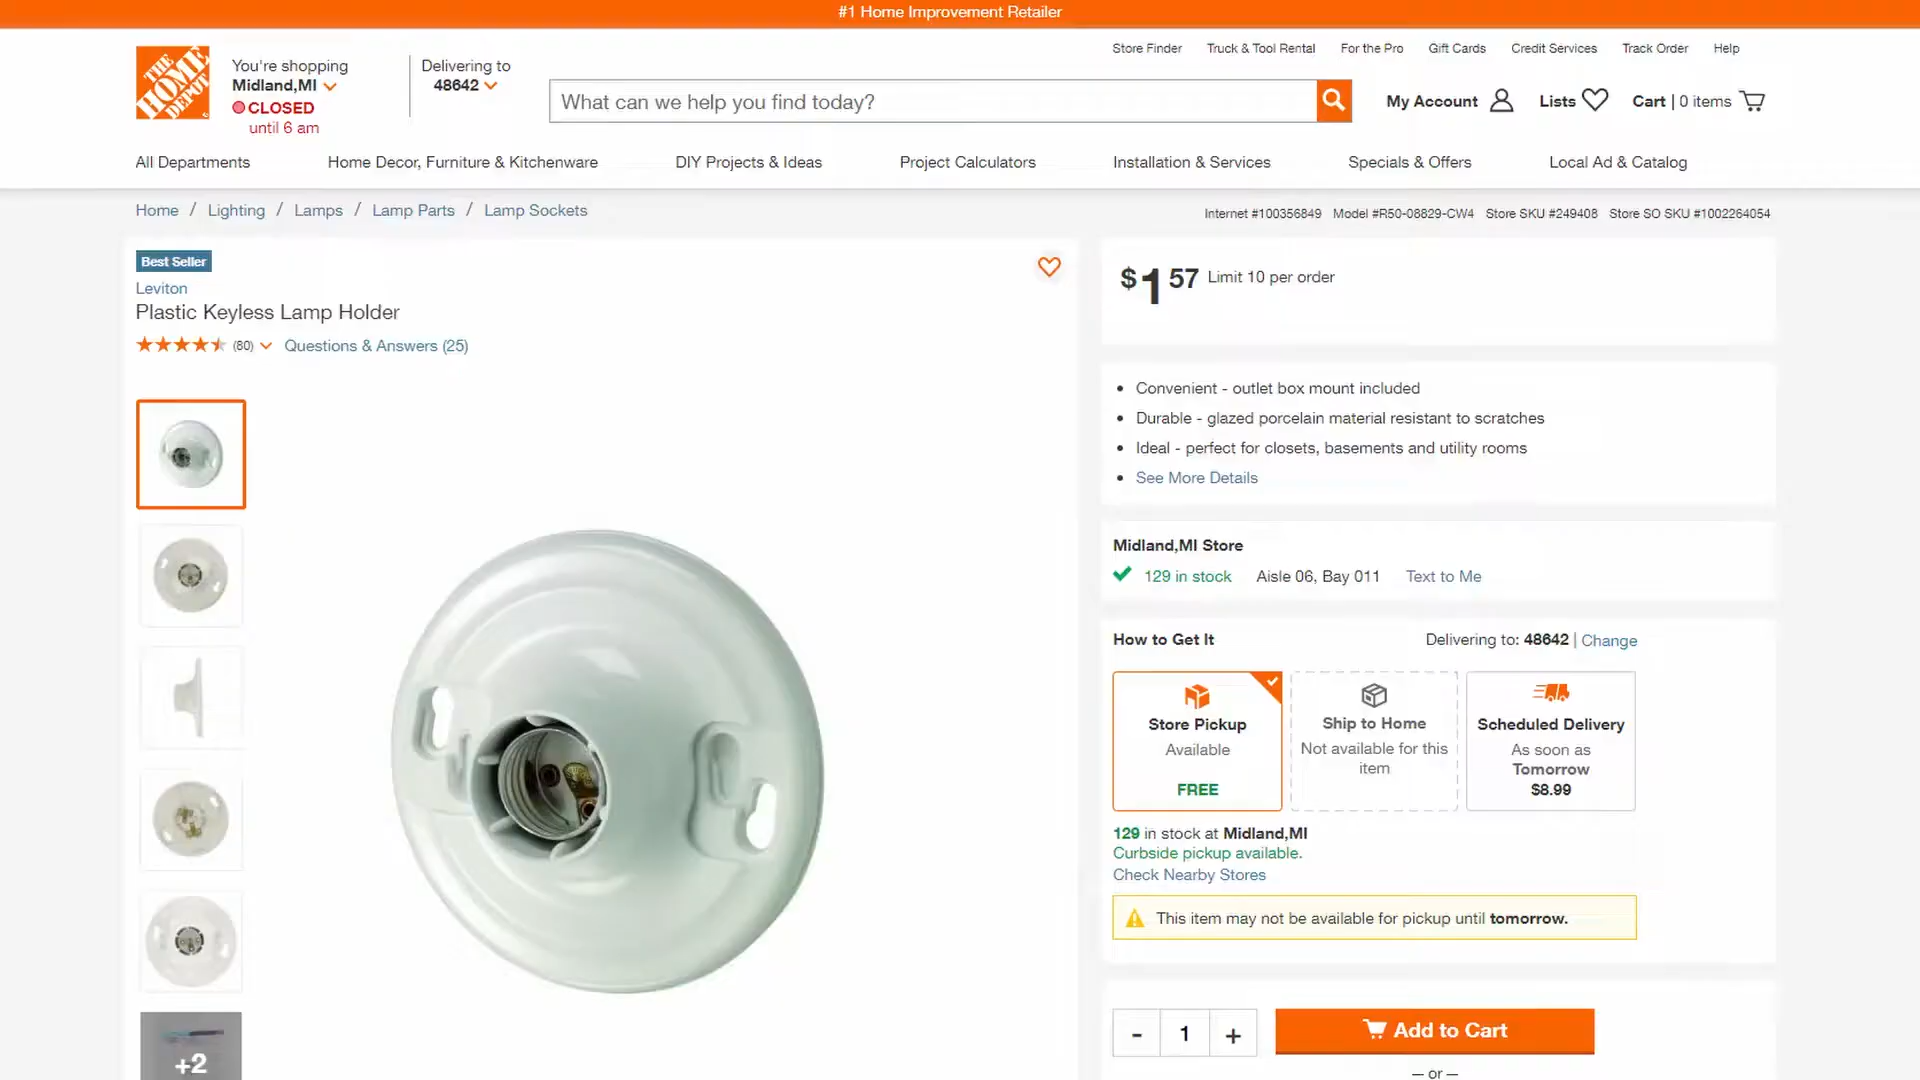 #1 Home Improvement Retailer
THE HOME DEPOT
You're shopping
Midland,MI
CLOSED
until 6 am
Delivering to
48642
What can we help you find today?
Store Finder
Truck & Tool Rental
For the Pro
Gift Cards
Credit Services
Track Order
Help
My Account
Lists
Cart | 0 items
All Departments
Home Decor, Furniture & Kitchenware
DIY Projects & Ideas
Project Calculators
Installation & Services
Specials & Offers
Local Ad & Catalog
Home / Lighting / Lamps / Lamp Parts / Lamp Sockets
Internet #100356849 Model #R50-08829-CW4 Store SKU #249408 Store SO SKU #1002264054
Best Seller
Leviton
Plastic Keyless Lamp Holder
(80)
Questions & Answers (25)
+2
$1 57 Limit 10 per order
Convenient - outlet box mount included
Durable - glazed porcelain material resistant to scratches
Ideal - perfect for closets, basements and utility rooms
See More Details
Midland,MI Store
129 in stock Aisle 06, Bay 011 Text to Me
How to Get It
Delivering to: 48642 | Change
Store Pickup
Available
FREE
Ship to Home
Not available for this
item
Scheduled Delivery
As soon as
Tomorrow
$8.99
129 in stock at Midland,MI
Curbside pickup available.
Check Nearby Stores
This item may not be available for pickup until tomorrow.
- 1 +
Add to Cart
— or —